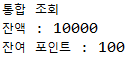 통합 조회
잔액 : 10000
잔여 포인트 : 100